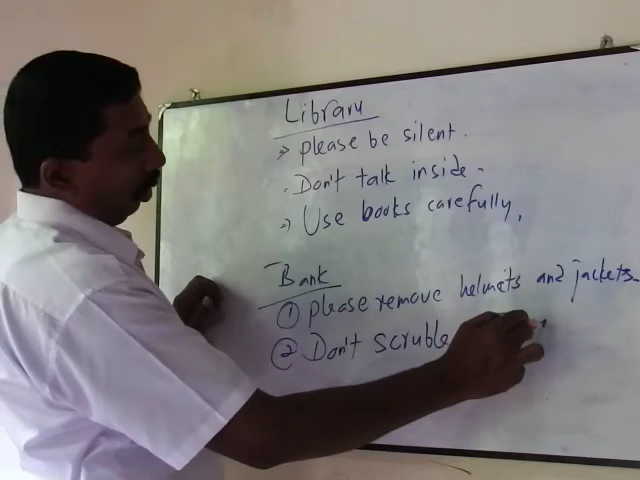 Library
» please be silent.
. Don't talk inside.
» Use books carefully,
Bank
① please remove helmets and jackets.
② Don't scruble